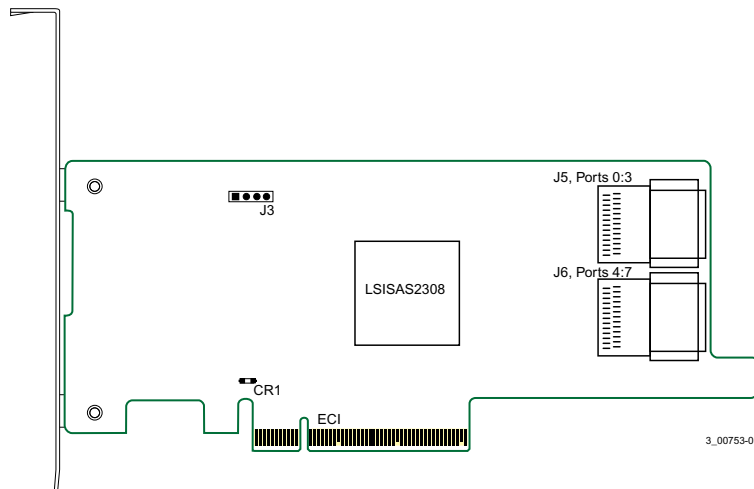 J5, Ports 0:3
J3
J6, Ports 4:7
LSISAS2308
CR1
ECI
3_00753-0